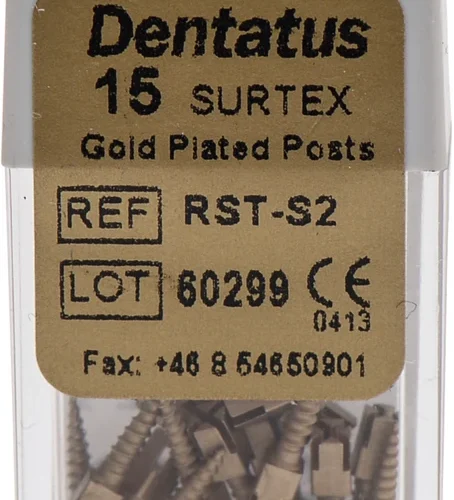 Dentatus
15 SURTEX
Gold Plated Posts
REF RST-S2
LOT 60299 CE
0413
Fax: +46 8 54650901